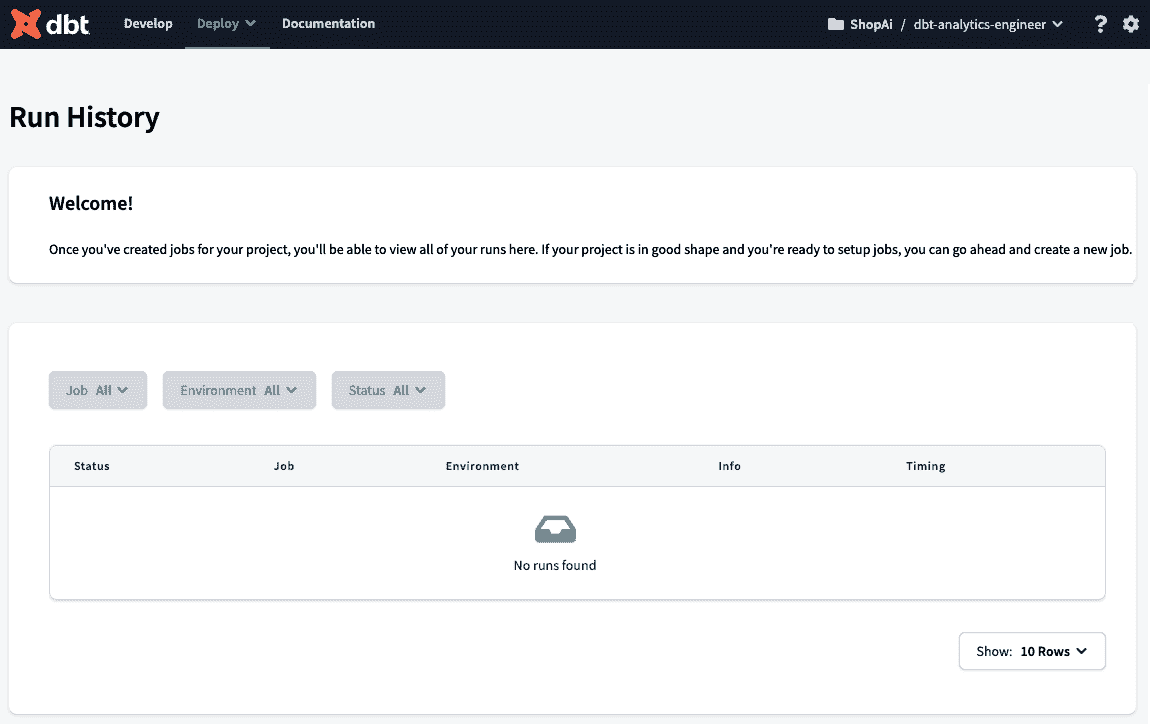 dbt Develop Deploy Documentation ShopAi / dbt-analytics-engineer ?
Run History
Welcome!
Once you've created jobs for your project, you'll be able to view all of your runs here. If your project is in good shape and you're ready to setup jobs, you can go ahead and create a new job.
Job All Environment All Status All
Status Job Environment Info Timing
No runs found
Show: 10 Rows